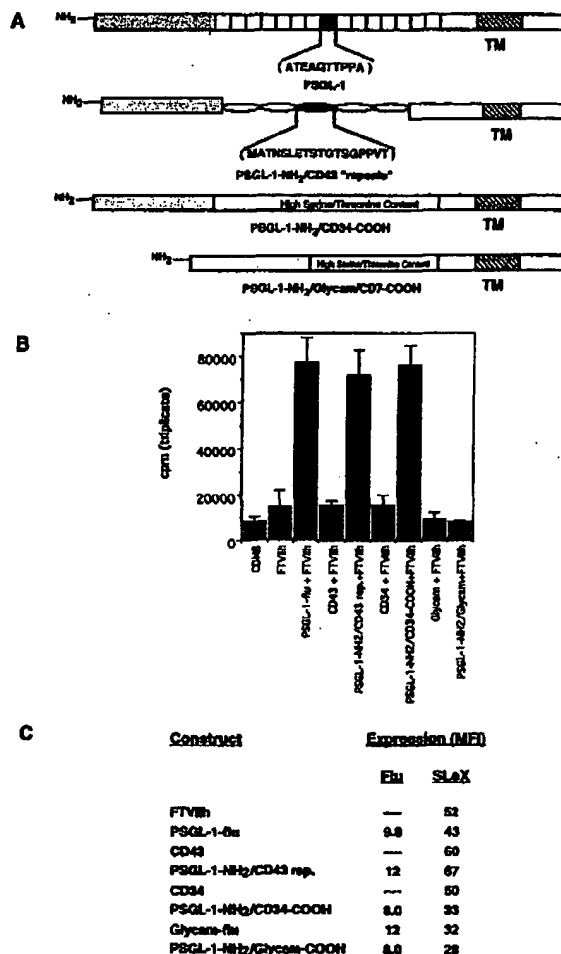 A
NH2
TM
(ATEAQTTPPA)
PSGL-1
NH2
TM
(MATNSLETSTGTSGPPVT)
PSGL-1-NH2/CD43 "repeats"
NH2
High Serine/Threonine Content
PSGL-1-NH2/CD34-COOH
TM
NH2
High Serine/Threonine Content
PSGL-1-NH2/Glycam/CD7-COOH
TM
B
cpm (triplicate)
80000
60000
40000
20000
0
FTVIIh
PSGL-1-flu + FTVIIh
CD43 + FTVIIh
PSGL-1-NH2/CD43 rep.+FTVIIh
CD34 + FTVIIh
PSGL-1-NH2/CD34-COOH+FTVIIh
Glycam + FTVIIh
PSGL-1-NH2/Glycam+FTVIIh
C
Construct Expression (MFI)
Flu SLeX
FTVIIh --- 52
PSGL-1-flu 9.8 43
CD43 ---
PSGL-1-NH2/CD43 rep. 12 67
CD34 --- 50
PSGL-1-NH2/CD34-COOH 8.0 33
Glycam-flu 12 32
PSGL-1-NH2/Glycam-COOH 8.0 28